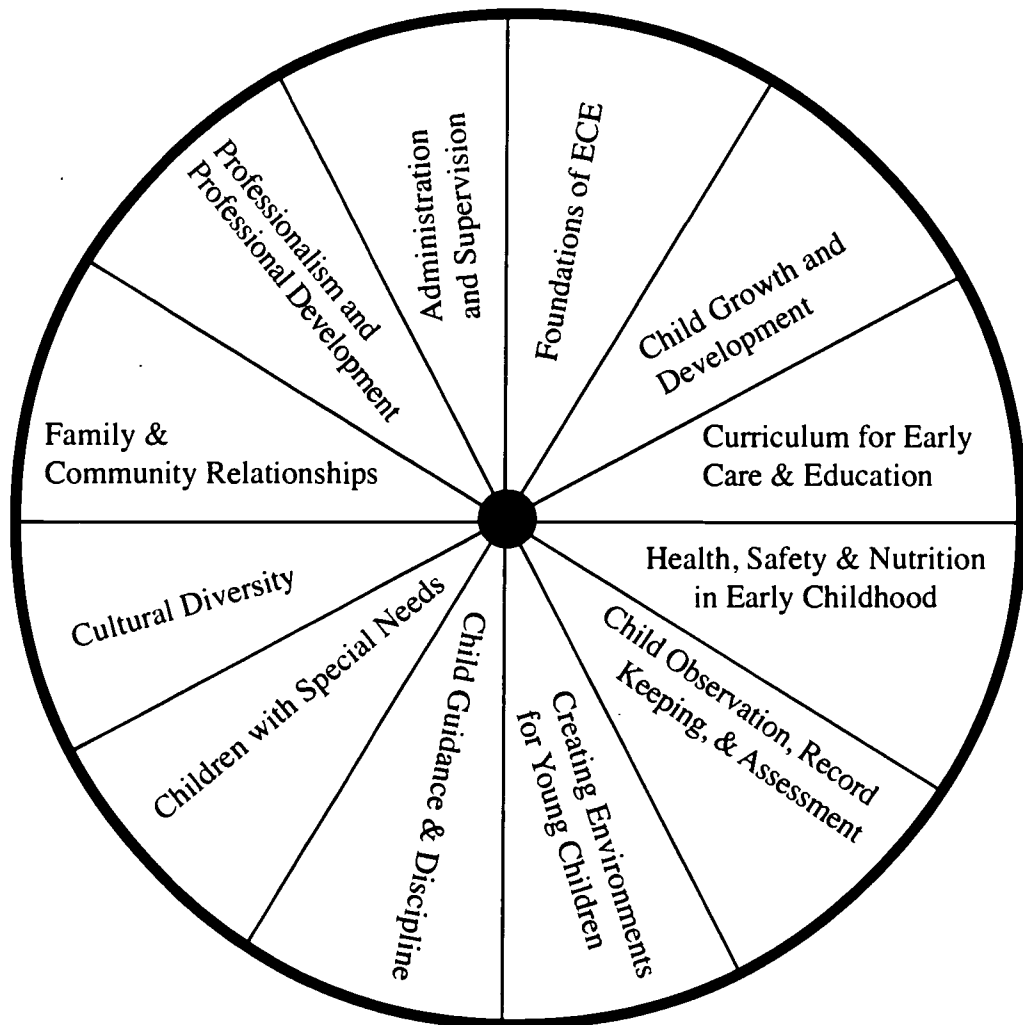 Foundations of ECE
Child Growth and
Development
Curriculum for Early
Care & Education
Health, Safety & Nutrition
in Early Childhood
Child Observation, Record
Keeping, & Assessment
Creating Environments
for Young Children
Child Guidance & Discipline
Children with Special Needs
Cultural Diversity
Family &
Community Relationships
Professionalism and
Professional Development
Administration
and Supervision